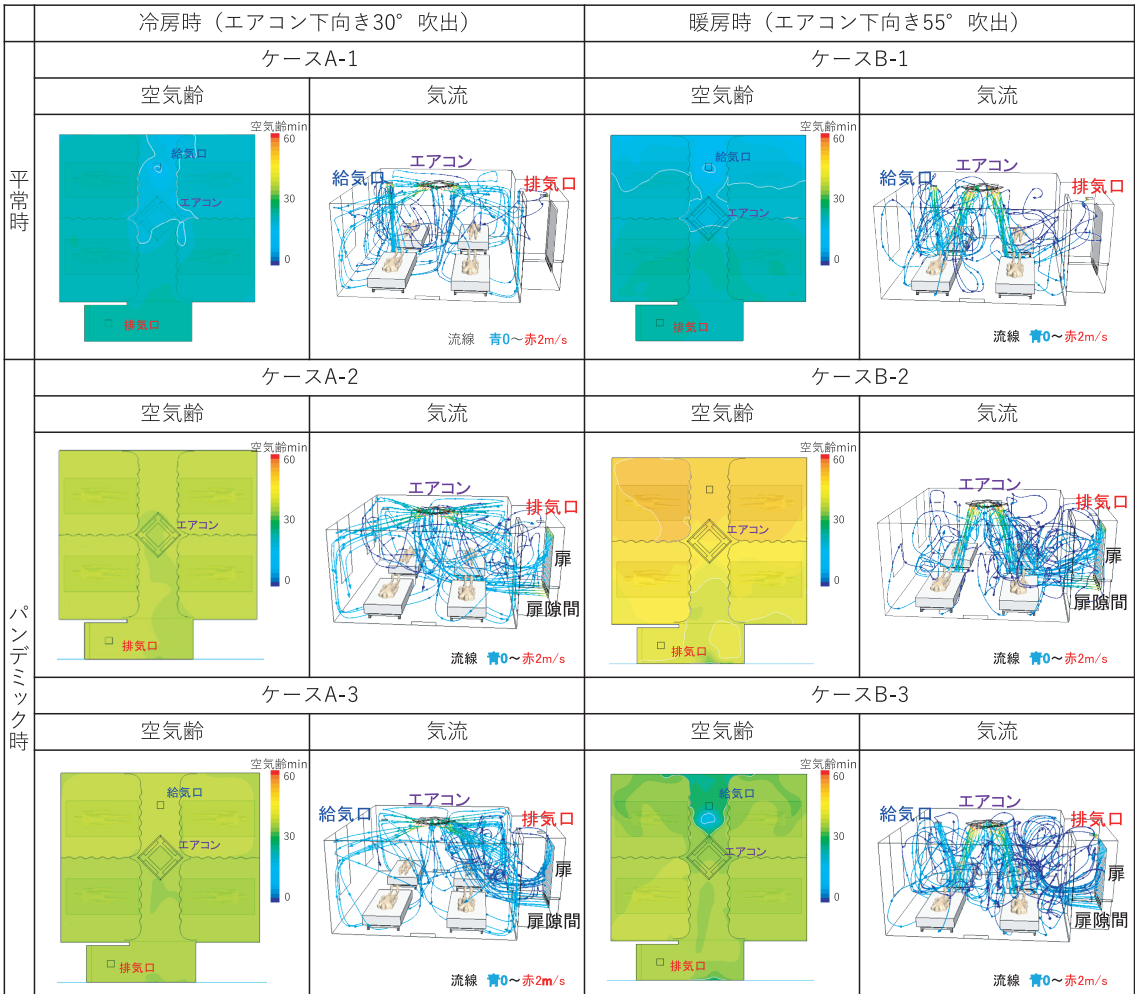 冷房時（エアコン下向き30°吹出）
暖房時（エアコン下向き55°吹出）
平常時
ケースA-1
ケースB-1
空気齢
気流
空気齢
気流
空気齢min
60
30
0
給気口
エアコン
排気口
エアコン
給気口
排気口
流線 青0～赤2m/s
空気齢min
60
30
0
給気口
エアコン
排気口
エアコン
給気口
排気口
流線 青0～赤2m/s
パンデミック時
ケースA-2
ケースB-2
空気齢
気流
空気齢
気流
空気齢min
60
30
0
エアコン
排気口
エアコン
排気口
扉
扉隙間
流線 青0～赤2m/s
空気齢min
60
30
0
エアコン
排気口
エアコン
排気口
扉
扉隙間
流線 青0～赤2m/s
ケースA-3
ケースB-3
空気齢
気流
空気齢
気流
空気齢min
60
30
0
給気口
エアコン
排気口
給気口
エアコン
排気口
扉
扉隙間
流線 青0～赤2m/s
空気齢min
60
30
0
給気口
エアコン
排気口
給気口
エアコン
排気口
扉
扉隙間
流線 青0～赤2m/s